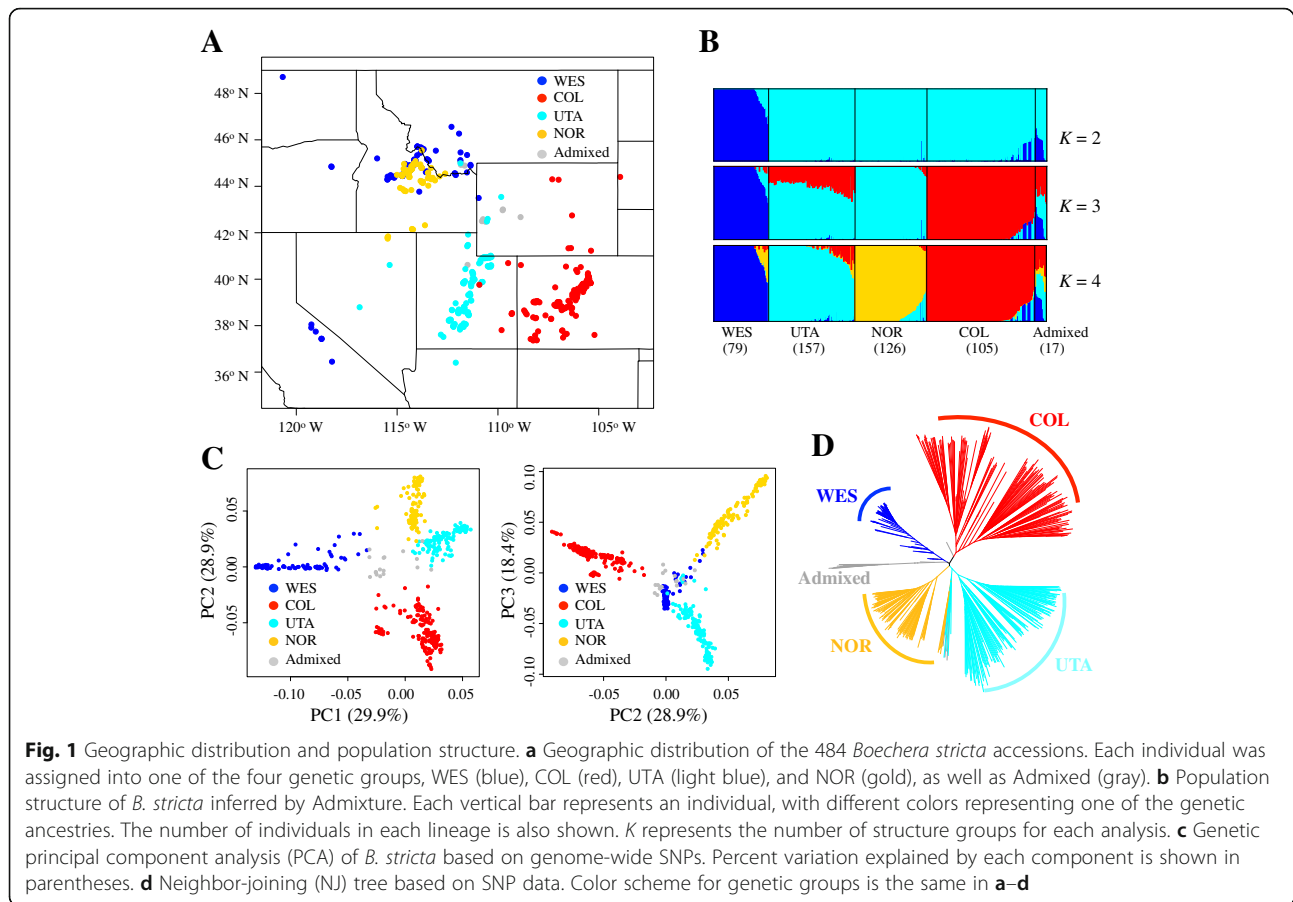 A
48° N
46° N
44° N
42° N
40° N
38° N
36° N
120° W
115° W
110° W
105° W
WES
COL
UTA
NOR
Admixed
B
K = 2
K = 3
K = 4
WES
(79)
UTA
(157)
NOR
(126)
COL
(105)
Admixed
(17)
C
PC2 (28.9%)
0.05
0.00
-0.05
WES
COL
UTA
NOR
Admixed
-0.10
-0.05
0.00
0.05
PC1 (29.9%)
PC3 (18.4%)
0.10
0.05
0.00
-0.05
-0.10
WES
COL
UTA
NOR
Admixed
-0.05
0.00
0.05
PC2 (28.9%)
D
COL
WES
Admixed
NOR
UTA
Fig. 1 Geographic distribution and population structure. a Geographic distribution of the 484 Boechera stricta accessions. Each individual was
assigned into one of the four genetic groups, WES (blue), COL (red), UTA (light blue), and NOR (gold), as well as Admixed (gray). b Population
structure of B. stricta inferred by Admixture. Each vertical bar represents an individual, with different colors representing one of the genetic
ancestries. The number of individuals in each lineage is also shown. K represents the number of structure groups for each analysis. c Genetic
principal component analysis (PCA) of B. stricta based on genome-wide SNPs. Percent variation explained by each component is shown in
parentheses. d Neighbor-joining (NJ) tree based on SNP data. Color scheme for genetic groups is the same in a–d